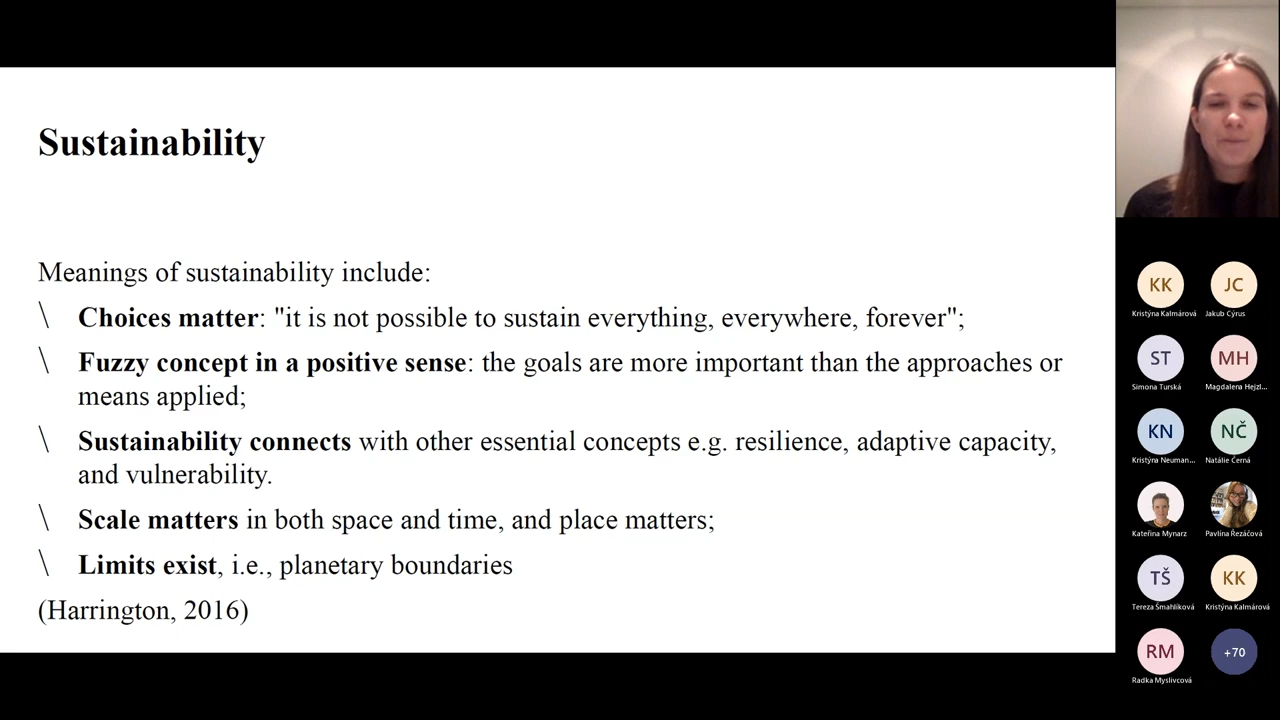 Sustainability
Meanings of sustainability include:
\ Choices matter: "it is not possible to sustain everything, everywhere, forever";
\ Fuzzy concept in a positive sense: the goals are more important than the approaches or
means applied;
\ Sustainability connects with other essential concepts e.g. resilience, adaptive capacity,
and vulnerability.
\ Scale matters in both space and time, and place matters;
\ Limits exist, i.e., planetary boundaries
(Harrington, 2016)
KK JC
Kristýna Kalmárová Jakub Cýrus
ST MH
Simona Turská Magdalena Hejzl...
KN NČ
Kristýna Neuman... Natálie Černá
Kateřina Mynarz Pavlína Řezáčová
TŠ KK
Tereza Šmahlíková Kristýna Kalmárová
RM +70
Radka Myslivcová